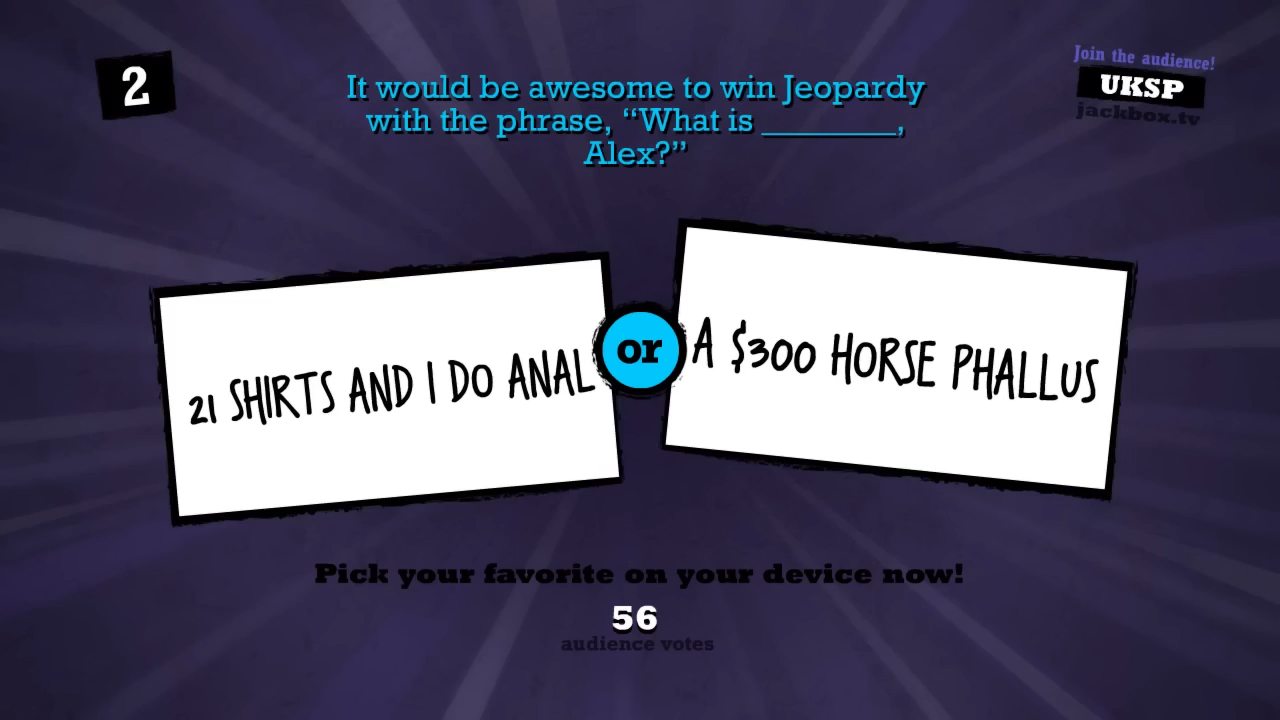 2
It would be awesome to win Jeopardy
with the phrase, “What is ________,
Alex?”
Join the audience!
UKSP
jackbox.tv
21 SHIRTS AND I DO ANAL
or
A $300 HORSE PHALLUS
Pick your favorite on your device now!
56
audience votes